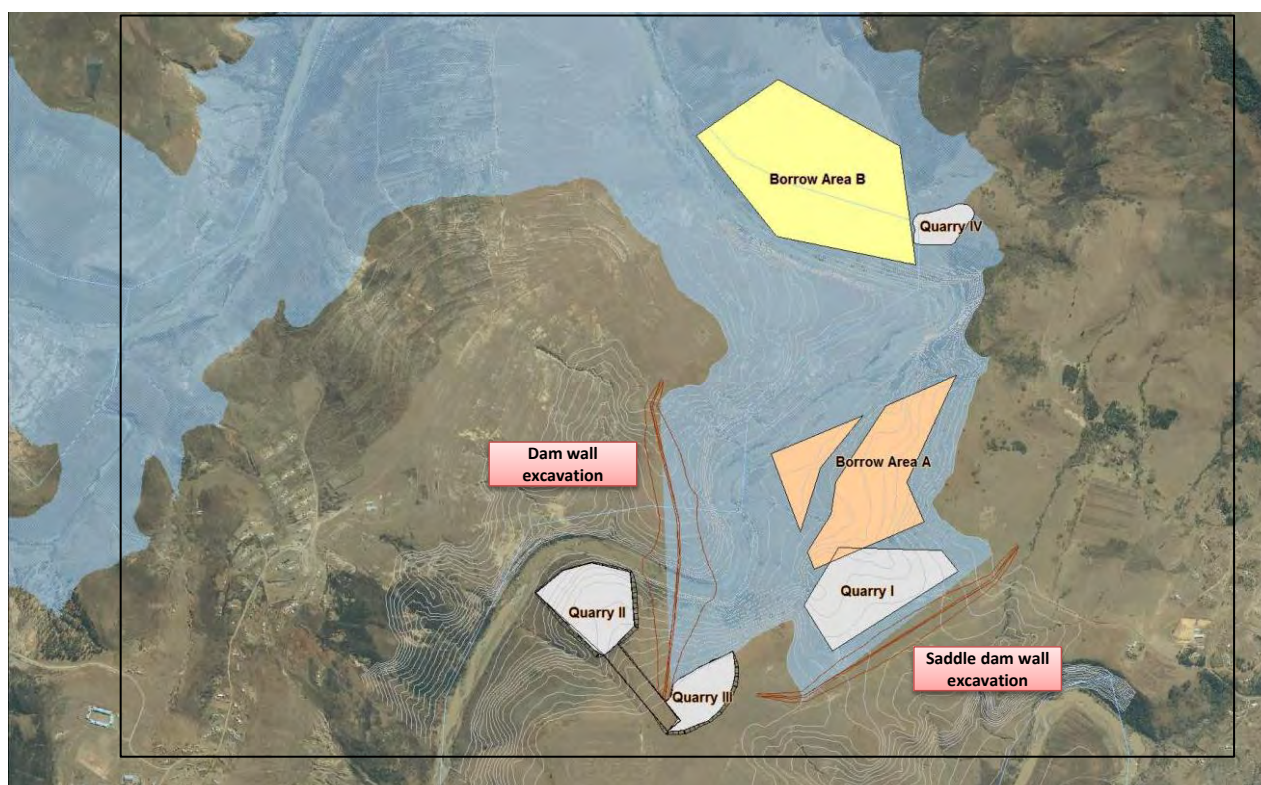 Borrow Area B
Quarry IV
Dam wall
excavation
Borrow Area A
Quarry I
Quarry II
Saddle dam wall
excavation
Quarry III